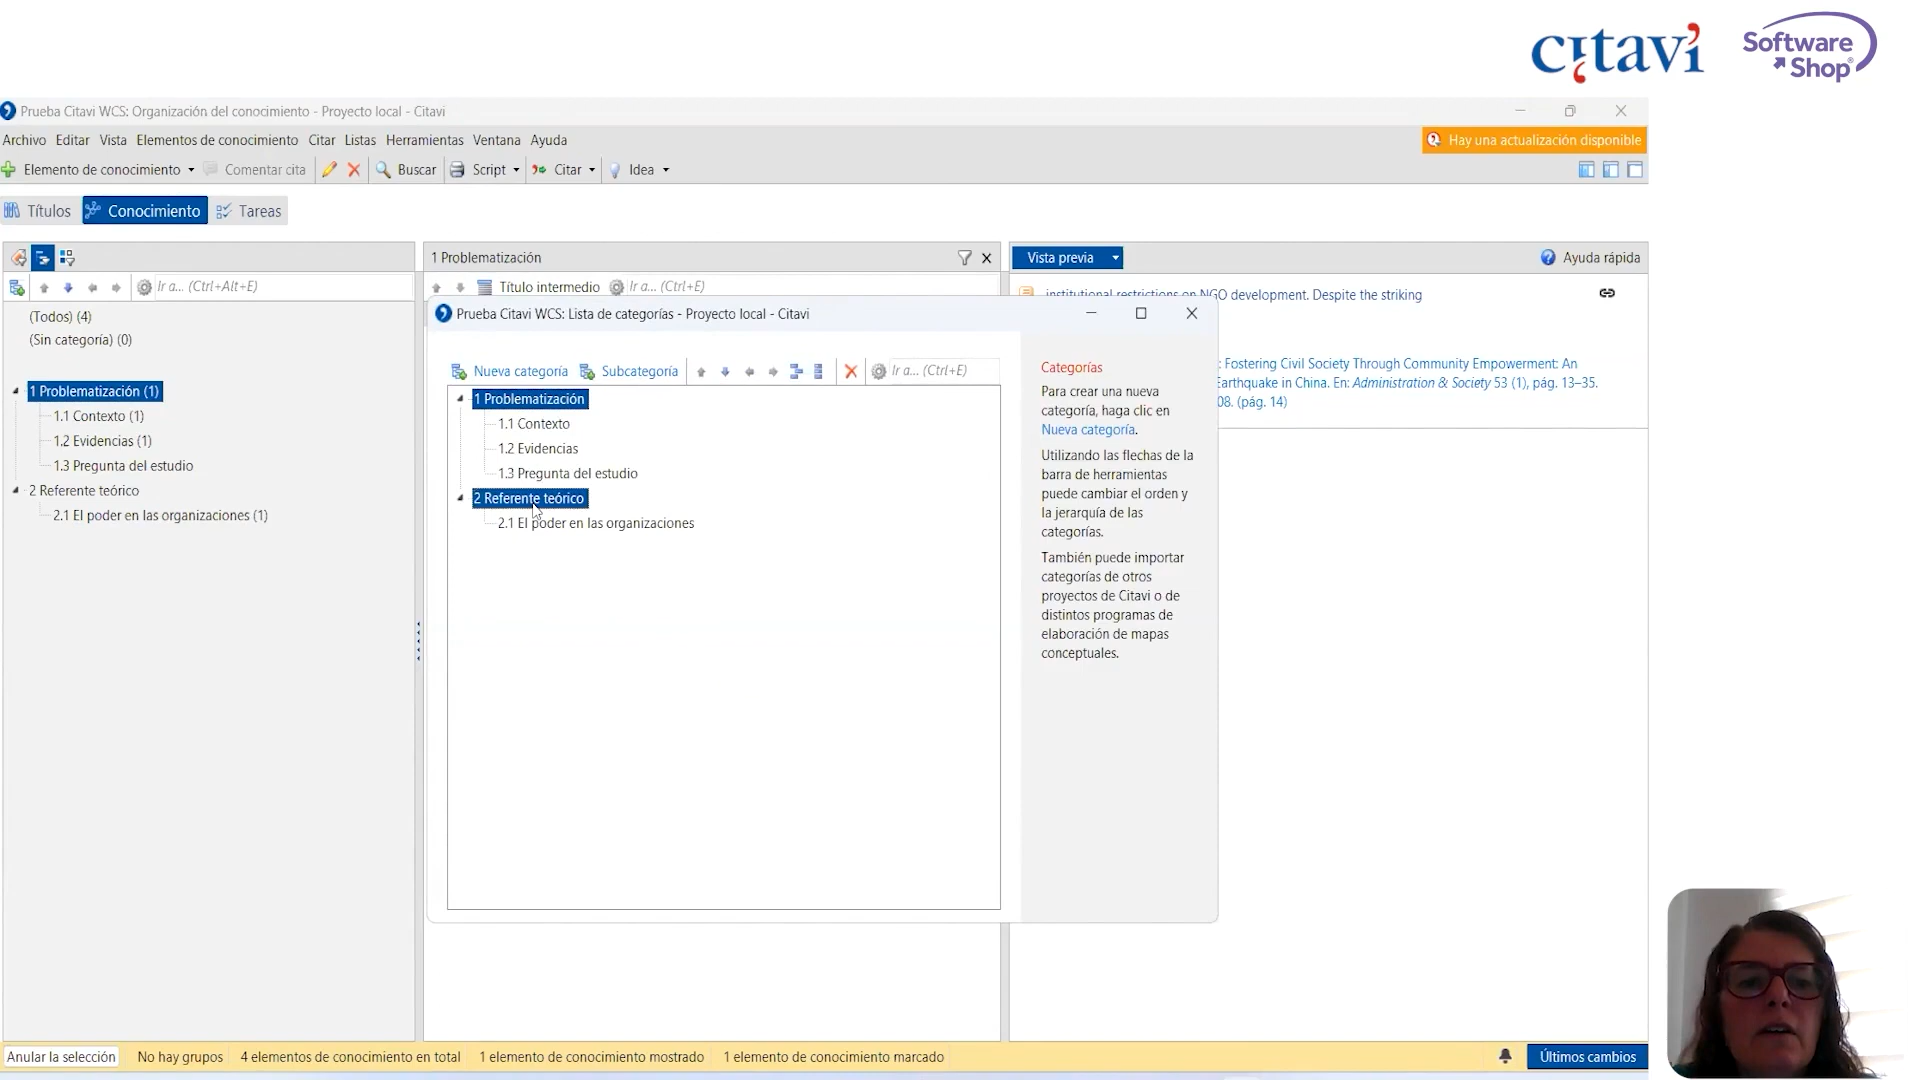 citavi
Software
Shop®
Prueba Citavi WCS: Organización del conocimiento - Proyecto local - Citavi
Archivo Editar Vista Elementos de conocimiento Citar Listas Herramientas Ventana Ayuda
Hay una actualización disponible
Elemento de conocimiento Comentar cita Buscar Script Citar Idea
Títulos Conocimiento Tareas
1 Problematización
Vista previa
Ayuda rápida
Ir a... (Ctrl+Alt+E)
Título intermedio Ir a... (Ctrl+E)
(Todos) (4)
(Sin categoría) (0)
1 Problematización (1)
1.1 Contexto (1)
1.2 Evidencias (1)
1.3 Pregunta del estudio
2 Referente teórico
2.1 El poder en las organizaciones (1)
Prueba Citavi WCS: Lista de categorías - Proyecto local - Citavi
Nueva categoría Subcategoría Ir a... (Ctrl+E)
1 Problematización
1.1 Contexto
1.2 Evidencias
1.3 Pregunta del estudio
2 Referente teórico
2.1 El poder en las organizaciones
Categorías
Para crear una nueva
categoría, haga clic en
Nueva categoría.
Utilizando las flechas de la
barra de herramientas
puede cambiar el orden y
la jerarquía de las
categorías.
También puede importar
categorías de otros
proyectos de Citavi o de
distintos programas de
elaboración de mapas
conceptuales.
institutional restrictions on NGO development. Despite the striking
: Fostering Civil Society Through Community Empowerment: An
Earthquake in China. En: Administration & Society 53 (1), pág. 13–35.
08. (pág. 14)
Anular la selección No hay grupos 4 elementos de conocimiento en total 1 elemento de conocimiento mostrado 1 elemento de conocimiento marcado
Últimos cambios